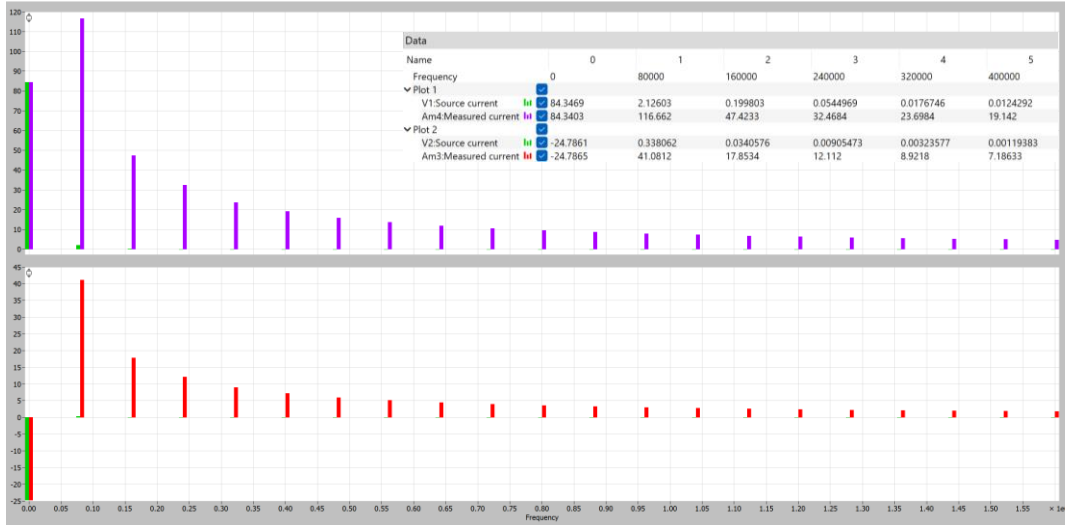 120
110
100
90
80
70
60
50
40
30
20
10
0
Data
Name 0 1 2 3 4 5
Frequency 0 80000 160000 240000 320000 400000
Plot 1
V1:Source current 84.3469 2.12603 0.199803 0.0544969 0.0176746 0.0124292
Am4:Measured current 84.3403 116.662 47.4233 32.4684 23.6984 19.142
Plot 2
V2:Source current -24.7861 0.338062 0.0340576 0.00905473 0.00323577 0.00119383
Am3:Measured current -24.7865 41.0812 17.8534 12.112 8.9218 7.18633
45
40
35
30
25
20
15
10
5
0
-5
-10
-15
-20
-25
0.00 0.05 0.10 0.15 0.20 0.25 0.30 0.35 0.40 0.45 0.50 0.55 0.60 0.65 0.70 0.75 0.80 0.85 0.90 0.95 1.00 1.05 1.10 1.15 1.20 1.25 1.30 1.35 1.40 1.45 1.50 1.55 × 1e
Frequency